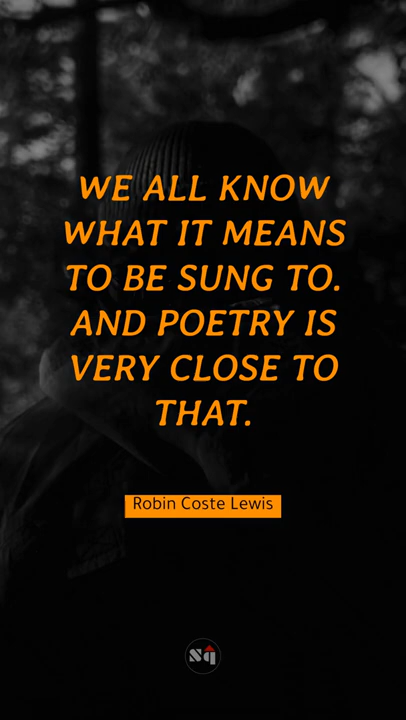 WE ALL KNOW
WHAT IT MEANS
TO BE SUNG TO.
AND POETRY IS
VERY CLOSE TO
THAT.
Robin Coste Lewis
sq